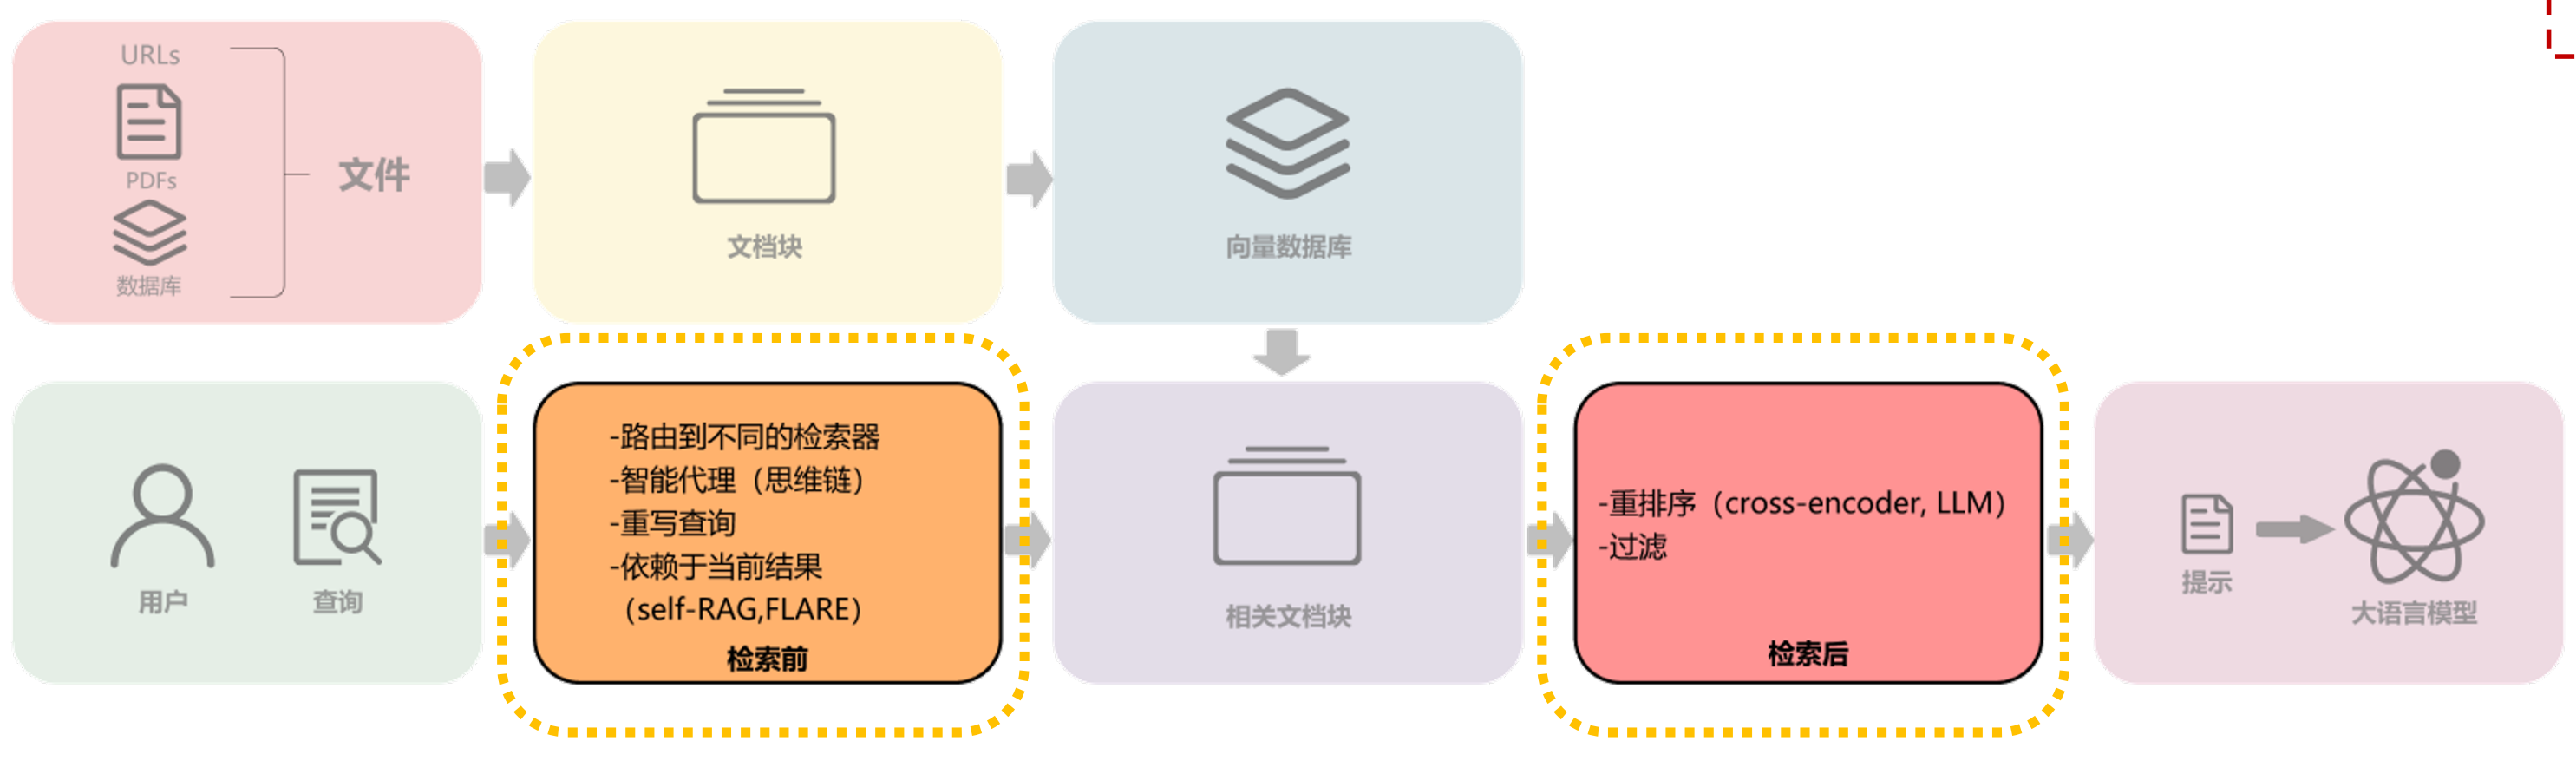 URLs
PDFs
数据库
文件
文档块
向量数据库
用户
查询
-路由到不同的检索器
-智能代理（思维链）
-重写查询
-依赖于当前结果
（self-RAG,FLARE）
检索前
相关文档块
-重排序（cross-encoder, LLM）
-过滤
检索后
提示
大语言模型